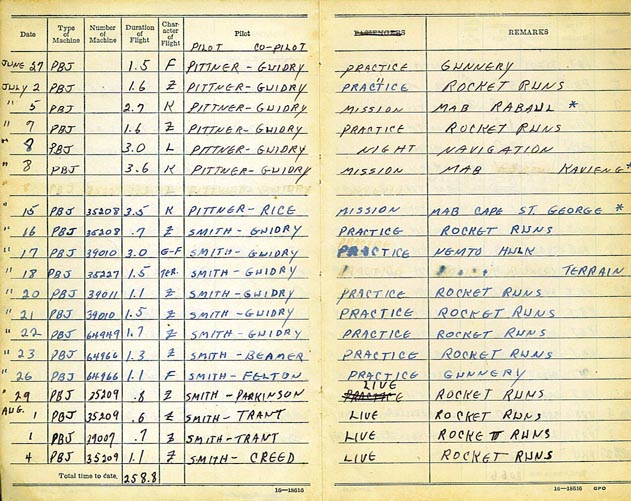 Date Type of Machine Number of Machine Duration of Flight Character of Flight Pilot PASSENGERS REMARKS
PILOT CO-PILOT
JUNE 27 PBJ 1.5 F PITTNER-GUIDRY PRACTICE GUNNERY
JULY 2 PBJ 1.6 Z PITTNER-GUIDRY PRACTICE ROCKET RUNS
" 5 PBJ 2.7 K PITTNER-GUIDRY MISSION MAB RABAUL *
" 7 PBJ 1.6 Z PITTNER-GUIDRY PRACTICE ROCKET RUNS
" 8 PBJ 3.0 L PITTNER-GUIDRY NIGHT NAVIGATION
" 8 PBJ 3.6 K PITTNER-GUIDRY MISSION MAB KAVIENG *
" 15 PBJ 35208 3.5 K PITTNER-RICE MISSION MAB CAPE ST. GEORGE *
" 16 PBJ 35208 .7 Z SMITH-GUIDRY PRACTICE ROCKET RUNS
" 17 PBJ 39010 3.0 G-F SMITH-GUIDRY PRACTICE NEMTO HULK
" 18 PBJ 35227 1.5 TER. SMITH-GUIDRY " " TERRAIN
" 20 PBJ 39011 1.1 Z SMITH-GUIDRY PRACTICE ROCKET RUNS
" 21 PBJ 39010 1.5 Z SMITH-GUIDRY PRACTICE ROCKET RUNS
" 22 PBJ 64949 1.7 Z SMITH-GUIDRY PRACTICE ROCKET RUNS
" 23 PBJ 64966 1.3 Z SMITH-BEAMER PRACTICE ROCKET RUNS
" 26 PBJ 64966 1.1 F SMITH-FELTON PRACTICE GUNNERY
LIVE
" 29 PBJ 35209 .8 Z SMITH-PARKINSON PRACTICE ROCKET RUNS
AUG. 1 PBJ 35209 .6 Z SMITH-TRANT LIVE ROCKET RUNS
1 PBJ 39007 .7 Z SMITH-TRANT LIVE ROCKET RUNS
4 PBJ 35209 1.1 Z SMITH-CREED LIVE ROCKET RUNS
Total time to date, 258.8
16—18616 16—18616 GPO